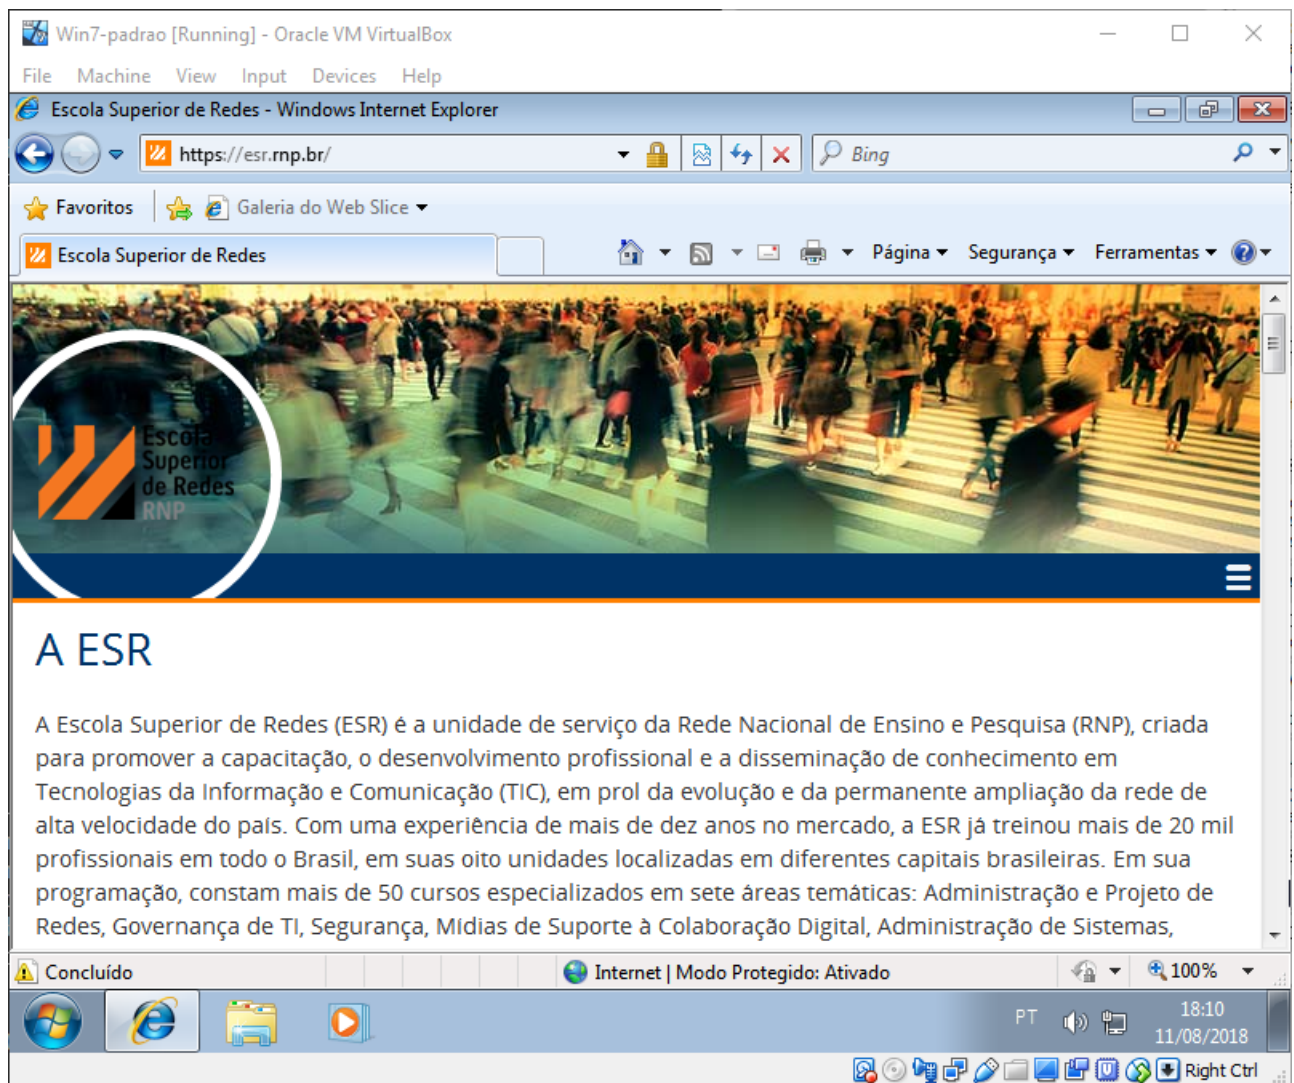 Win7-padrao [Running] - Oracle VM VirtualBox
File Machine View Input Devices Help
Escola Superior de Redes - Windows Internet Explorer
https://esr.rnp.br/
Bing
Favoritos Galeria do Web Slice
Escola Superior de Redes
Página Segurança Ferramentas
Escola
Superior
de Redes
RNP
A ESR
A Escola Superior de Redes (ESR) é a unidade de serviço da Rede Nacional de Ensino e Pesquisa (RNP), criada
para promover a capacitação, o desenvolvimento profissional e a disseminação de conhecimento em
Tecnologias da Informação e Comunicação (TIC), em prol da evolução e da permanente ampliação da rede de
alta velocidade do país. Com uma experiência de mais de dez anos no mercado, a ESR já treinou mais de 20 mil
profissionais em todo o Brasil, em suas oito unidades localizadas em diferentes capitais brasileiras. Em sua
programação, constam mais de 50 cursos especializados em sete áreas temáticas: Administração e Projeto de
Redes, Governança de TI, Segurança, Mídias de Suporte à Colaboração Digital, Administração de Sistemas,
Concluído
Internet | Modo Protegido: Ativado
100%
PT
18:10
11/08/2018
Right Ctrl